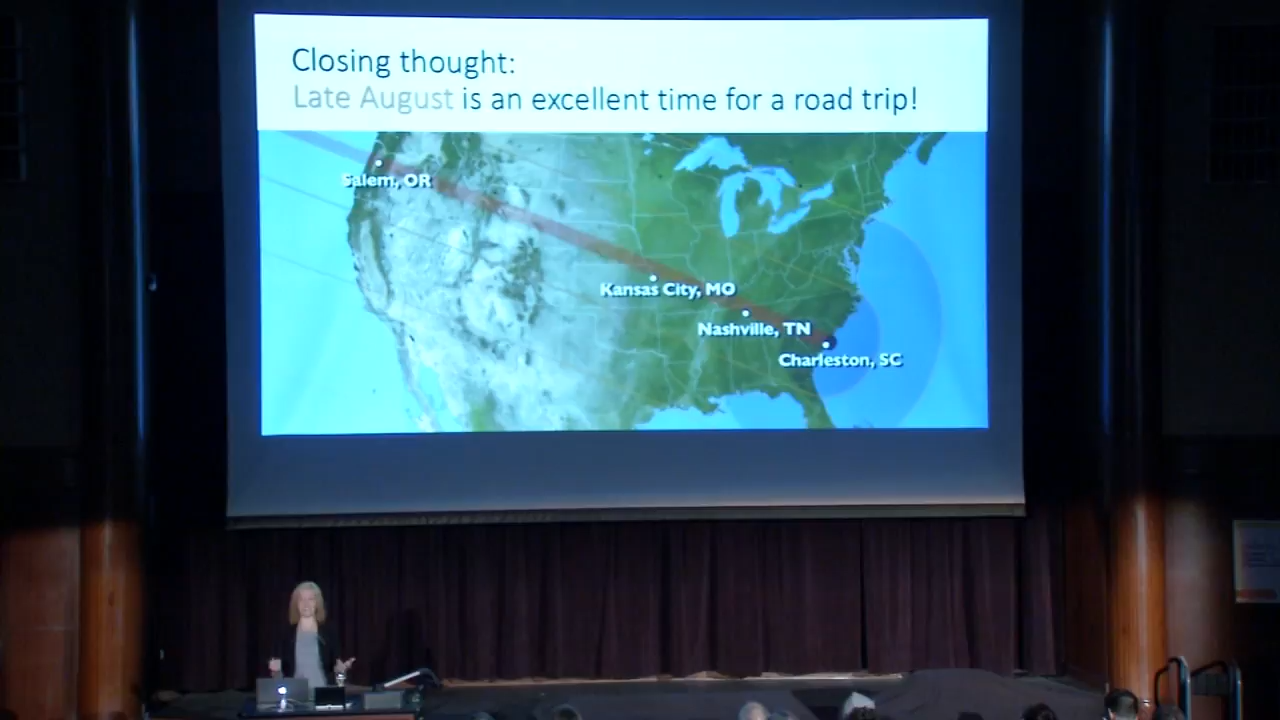 Closing thought:
Late August is an excellent time for a road trip!
Salem, OR
Kansas City, MO
Nashville, TN
Charleston, SC